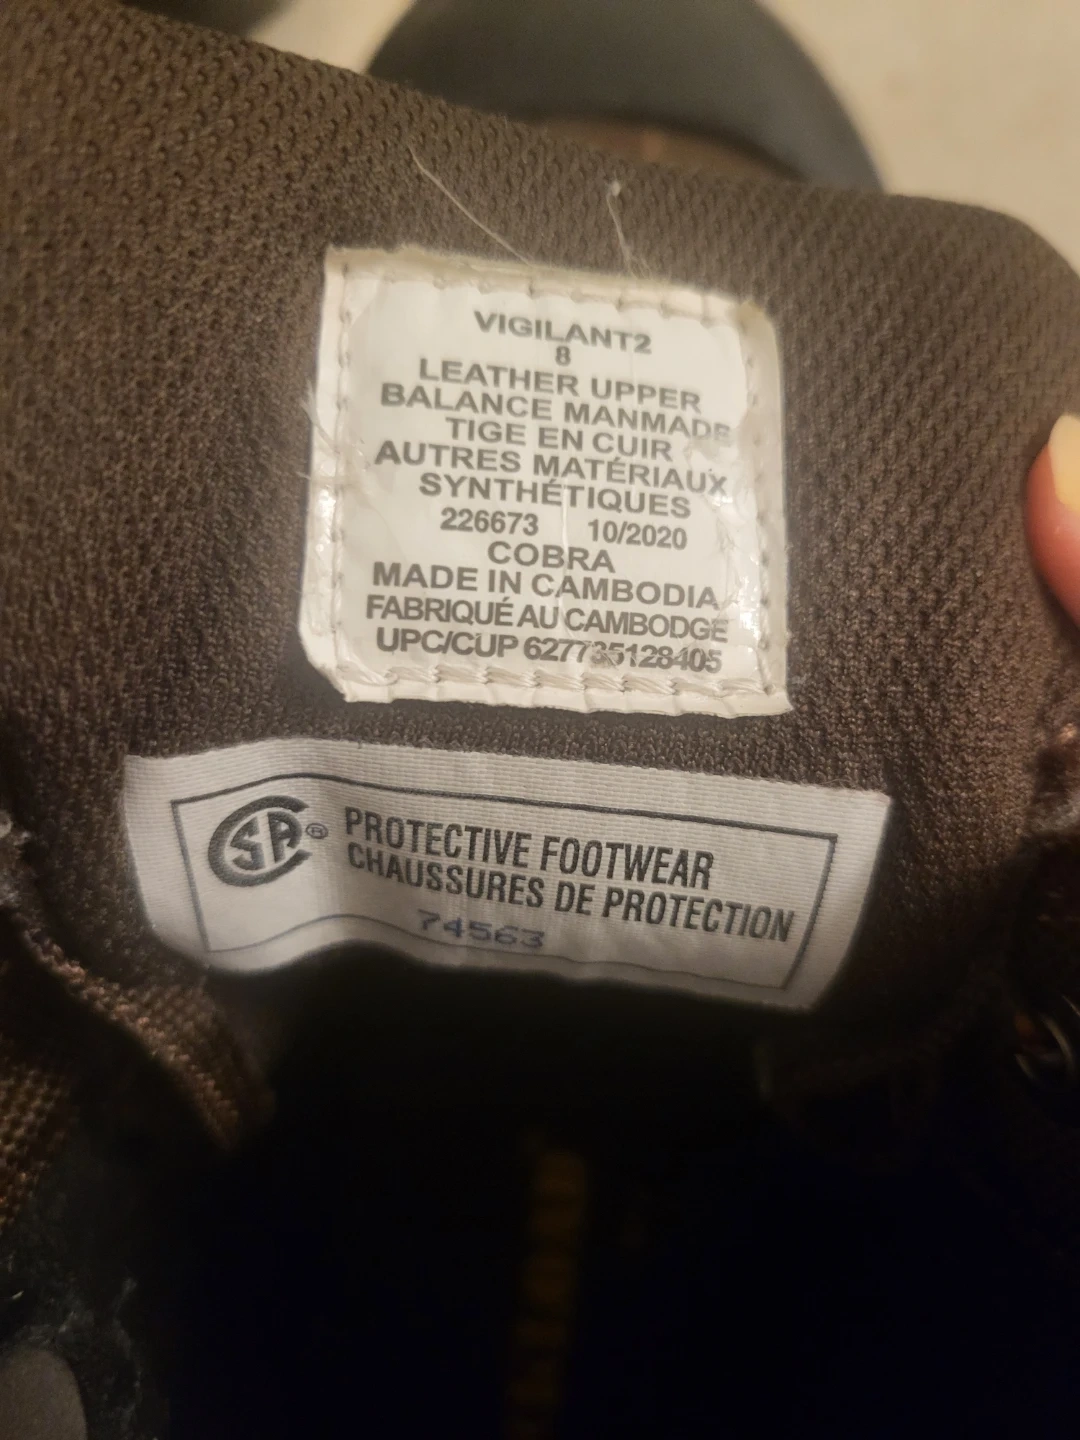 VIGILANT2
8
LEATHER UPPER
BALANCE MANMADE
TIGE EN CUIR
AUTRES MATÉRIAUX
SYNTHÉTIQUES
226673 10/2020
COBRA
MADE IN CAMBODIA
FABRIQUÉ AU CAMBODGE
UPC/CUP 627735128405
CSA ® PROTECTIVE FOOTWEAR
CHAUSSURES DE PROTECTION
74563